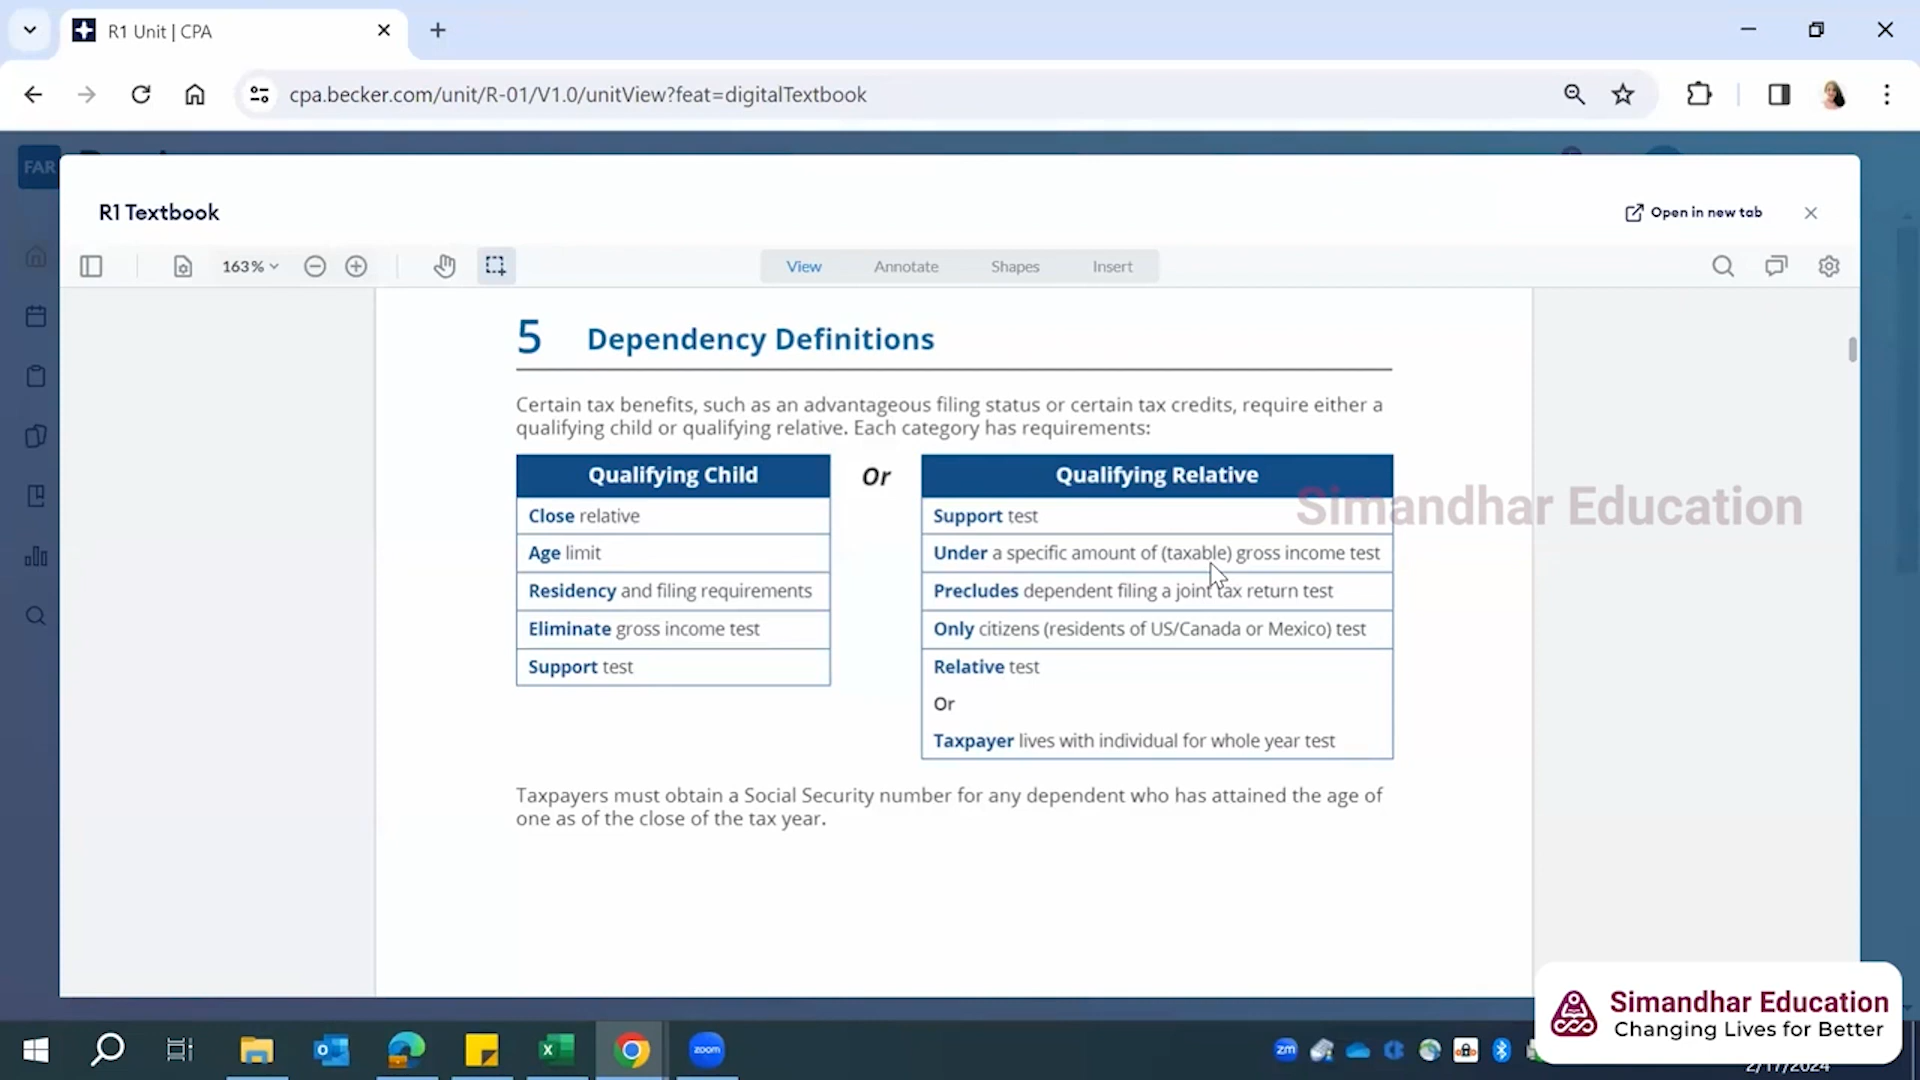 R1 Unit | CPA
cpa.becker.com/unit/R-01/V1.0/unitView?feat=digitalTextbook
FAR
R1 Textbook
Open in new tab
163%
View Annotate Shapes Insert
5 Dependency Definitions
Certain tax benefits, such as an advantageous filing status or certain tax credits, require either a
qualifying child or qualifying relative. Each category has requirements:
Qualifying Child
Close relative
Age limit
Residency and filing requirements
Eliminate gross income test
Support test
Or
Qualifying Relative
Support test
Under a specific amount of (taxable) gross income test
Precludes dependent filing a joint tax return test
Only citizens (residents of US/Canada or Mexico) test
Relative test
Or
Taxpayer lives with individual for whole year test
Simandhar Education
Taxpayers must obtain a Social Security number for any dependent who has attained the age of
one as of the close of the tax year.
Simandhar Education
Changing Lives for Better
zoom
zm
2/17/2024